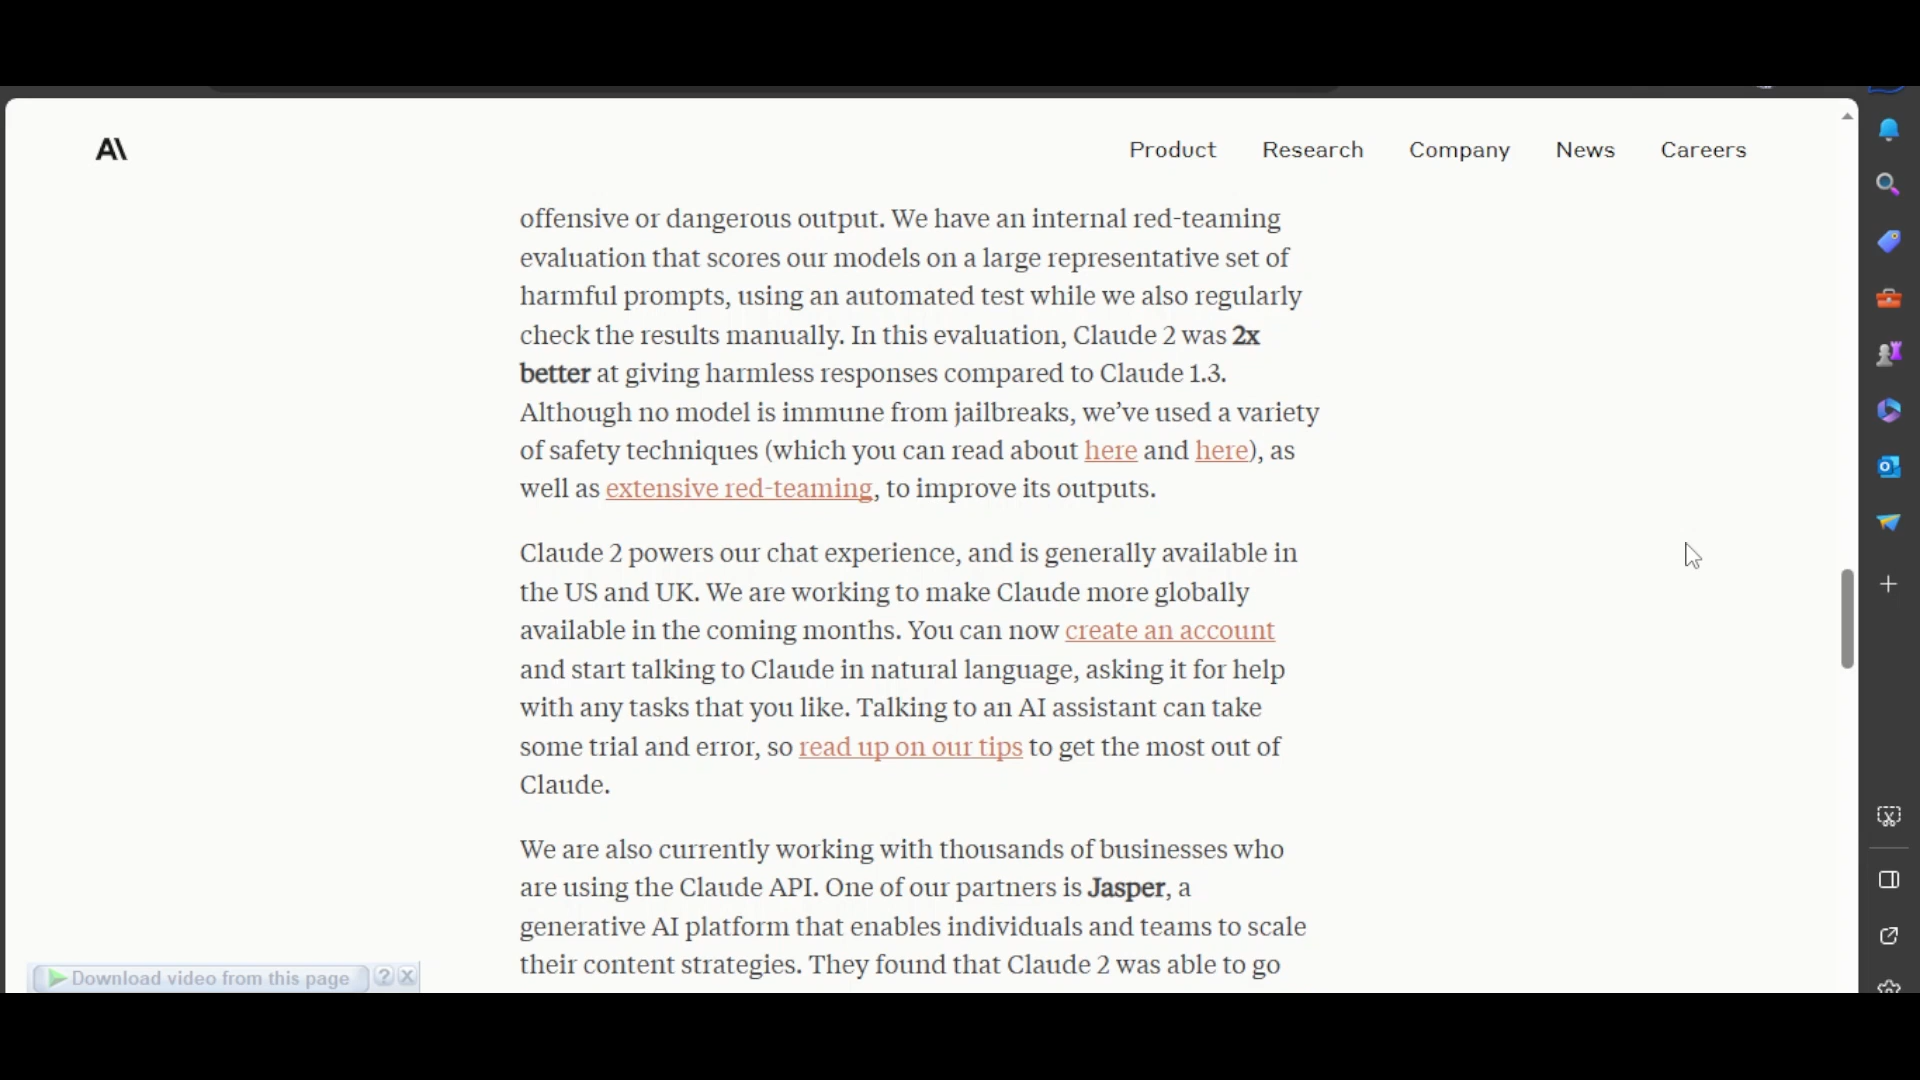 A\
Product Research Company News Careers
offensive or dangerous output. We have an internal red-teaming
evaluation that scores our models on a large representative set of
harmful prompts, using an automated test while we also regularly
check the results manually. In this evaluation, Claude 2 was 2x
better at giving harmless responses compared to Claude 1.3.
Although no model is immune from jailbreaks, we’ve used a variety
of safety techniques (which you can read about here and here), as
well as extensive red-teaming, to improve its outputs.
Claude 2 powers our chat experience, and is generally available in
the US and UK. We are working to make Claude more globally
available in the coming months. You can now create an account
and start talking to Claude in natural language, asking it for help
with any tasks that you like. Talking to an AI assistant can take
some trial and error, so read up on our tips to get the most out of
Claude.
We are also currently working with thousands of businesses who
are using the Claude API. One of our partners is Jasper, a
generative AI platform that enables individuals and teams to scale
their content strategies. They found that Claude 2 was able to go
Download video from this page ? X